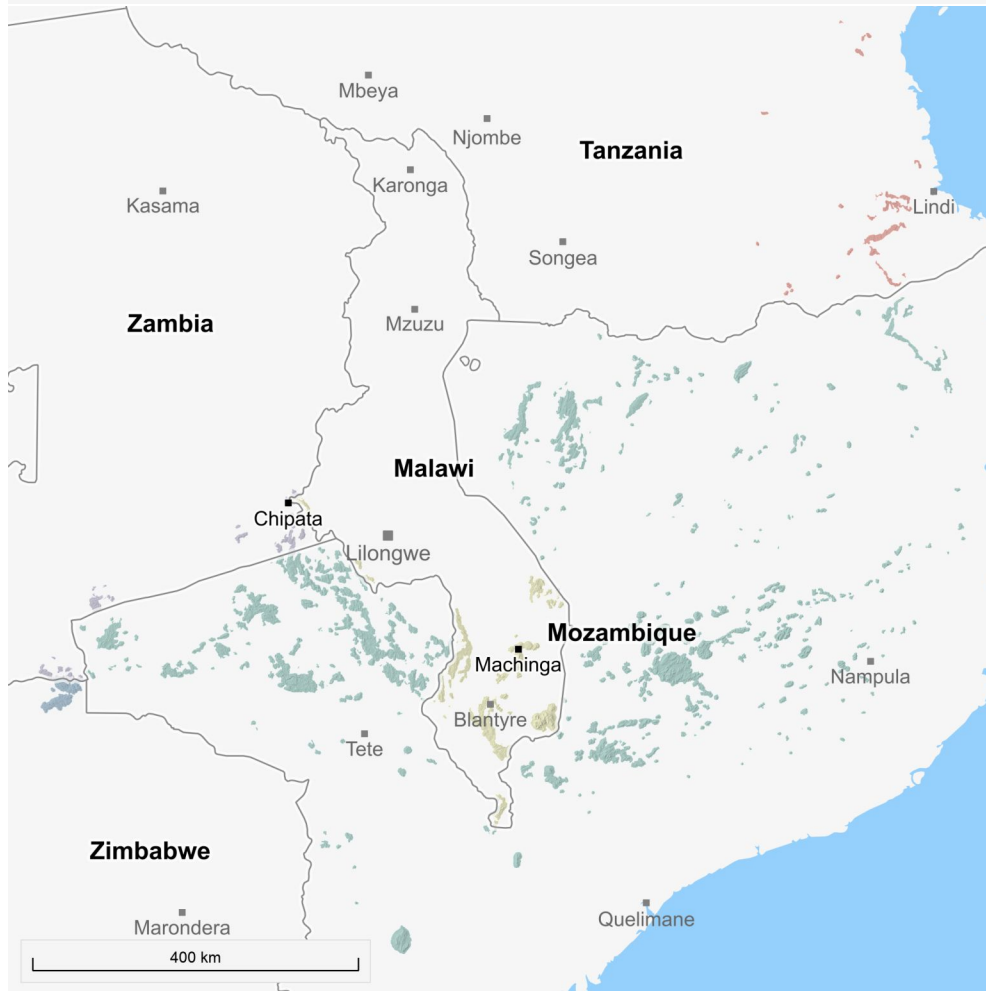 Mbeya
Njombe
Tanzania
Karonga
Kasama
Lindi
Songea
Zambia
Mzuzu
Malawi
Chipata
Lilongwe
Mozambique
Machinga
Nampula
Blantyre
Tete
Zimbabwe
Quelimane
Marondera
400 km